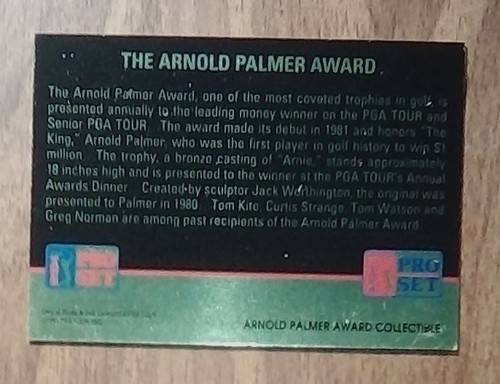 THE ARNOLD PALMER AWARD
The Arnold Palmer Award, one of the most coveted trophies in golf, is
presented annually to the leading money winner on the PGA TOUR and
Senior PGA TOUR. The award made its debut in 1981 and honors "The
King," Arnold Palmer, who was the first player in golf history to win $1
million. The trophy, a bronze casting of "Arnie," stands approximately
18 inches high and is presented to the winner at the PGA TOUR's Annual
Awards Dinner. Created by sculptor Jack Worthington, the original was
presented to Palmer in 1980. Tom Kite, Curtis Strange, Tom Watson and
Greg Norman are among past recipients of the Arnold Palmer Award.
PRO
SET
PRO
SET
ARNOLD PALMER AWARD COLLECTIBLE